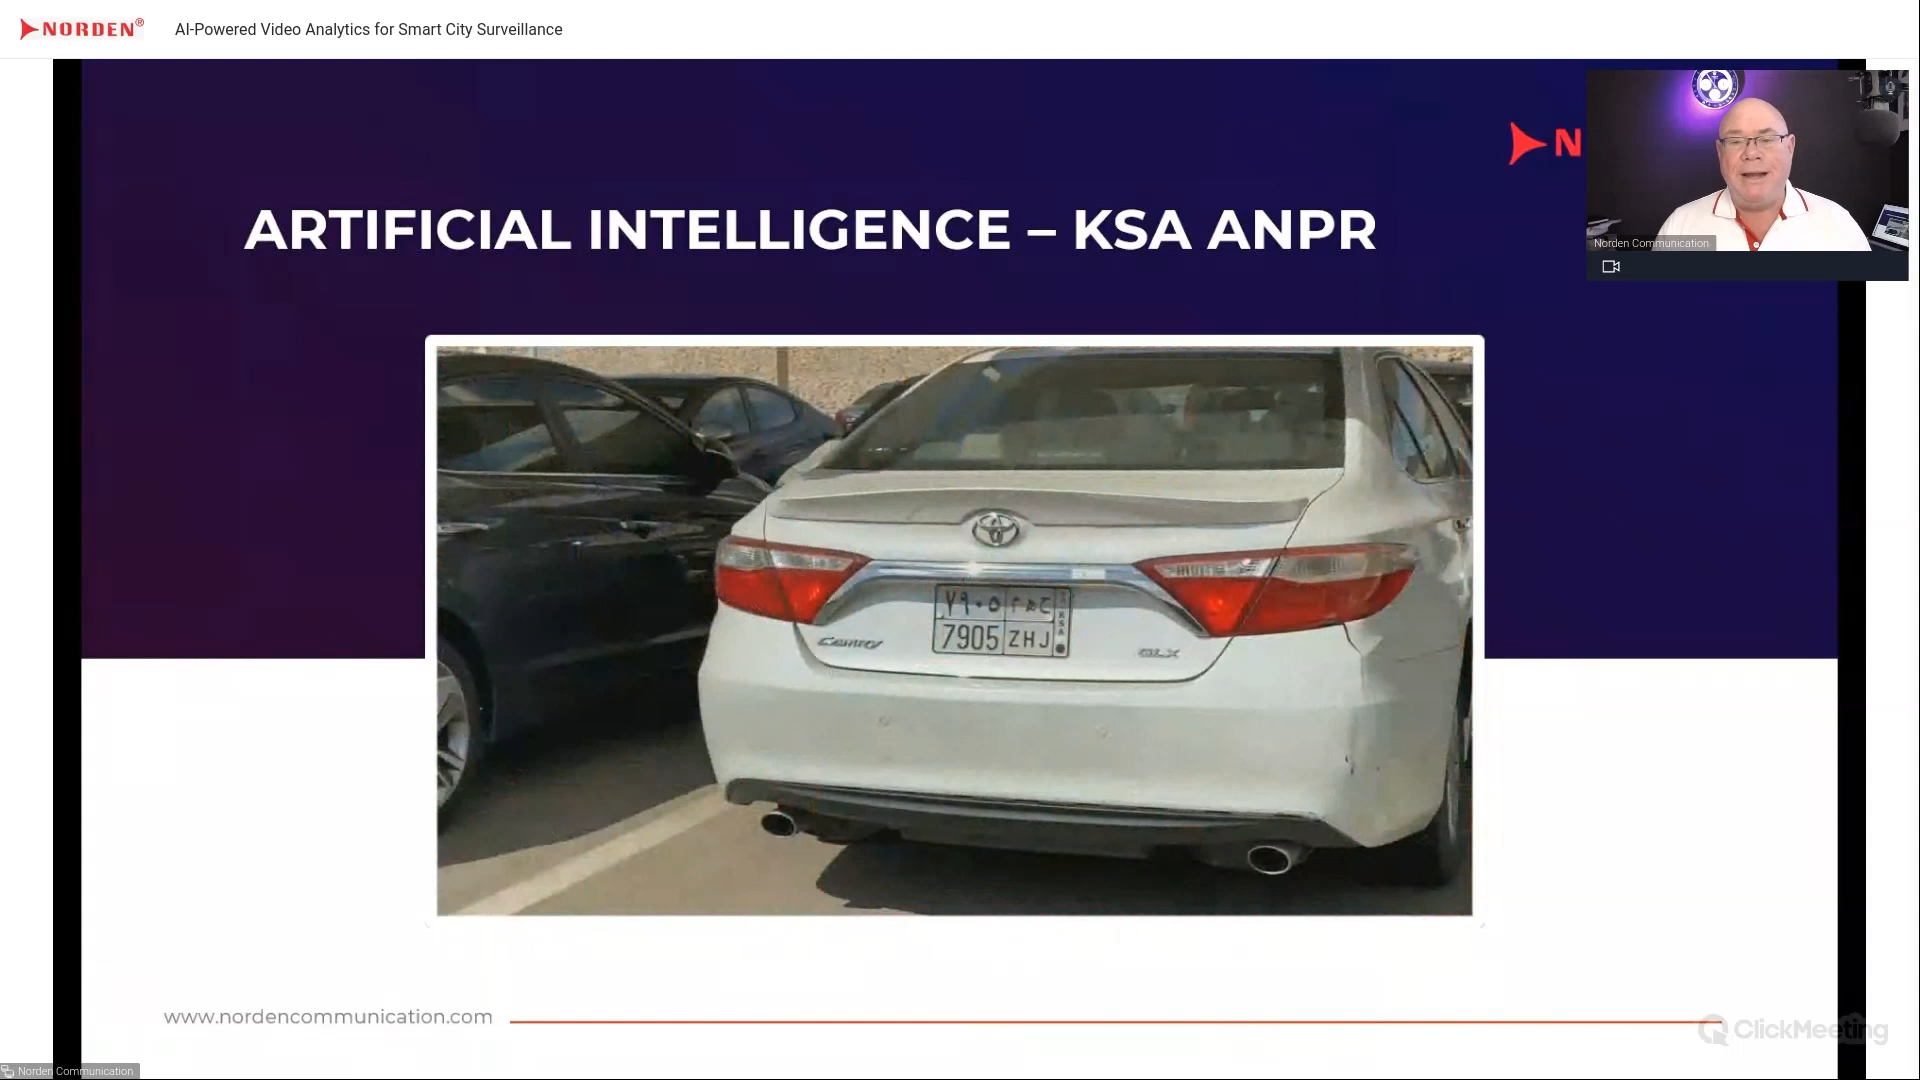 NORDEN®
AI-Powered Video Analytics for Smart City Surveillance
N
ARTIFICIAL INTELLIGENCE – KSA ANPR
Norden Communication
٧٩٠٥ ح ھ م
7905 ZHJ
KSA
Camry
GLX
www.nordencommunication.com
ClickMeeting
Norden Communication